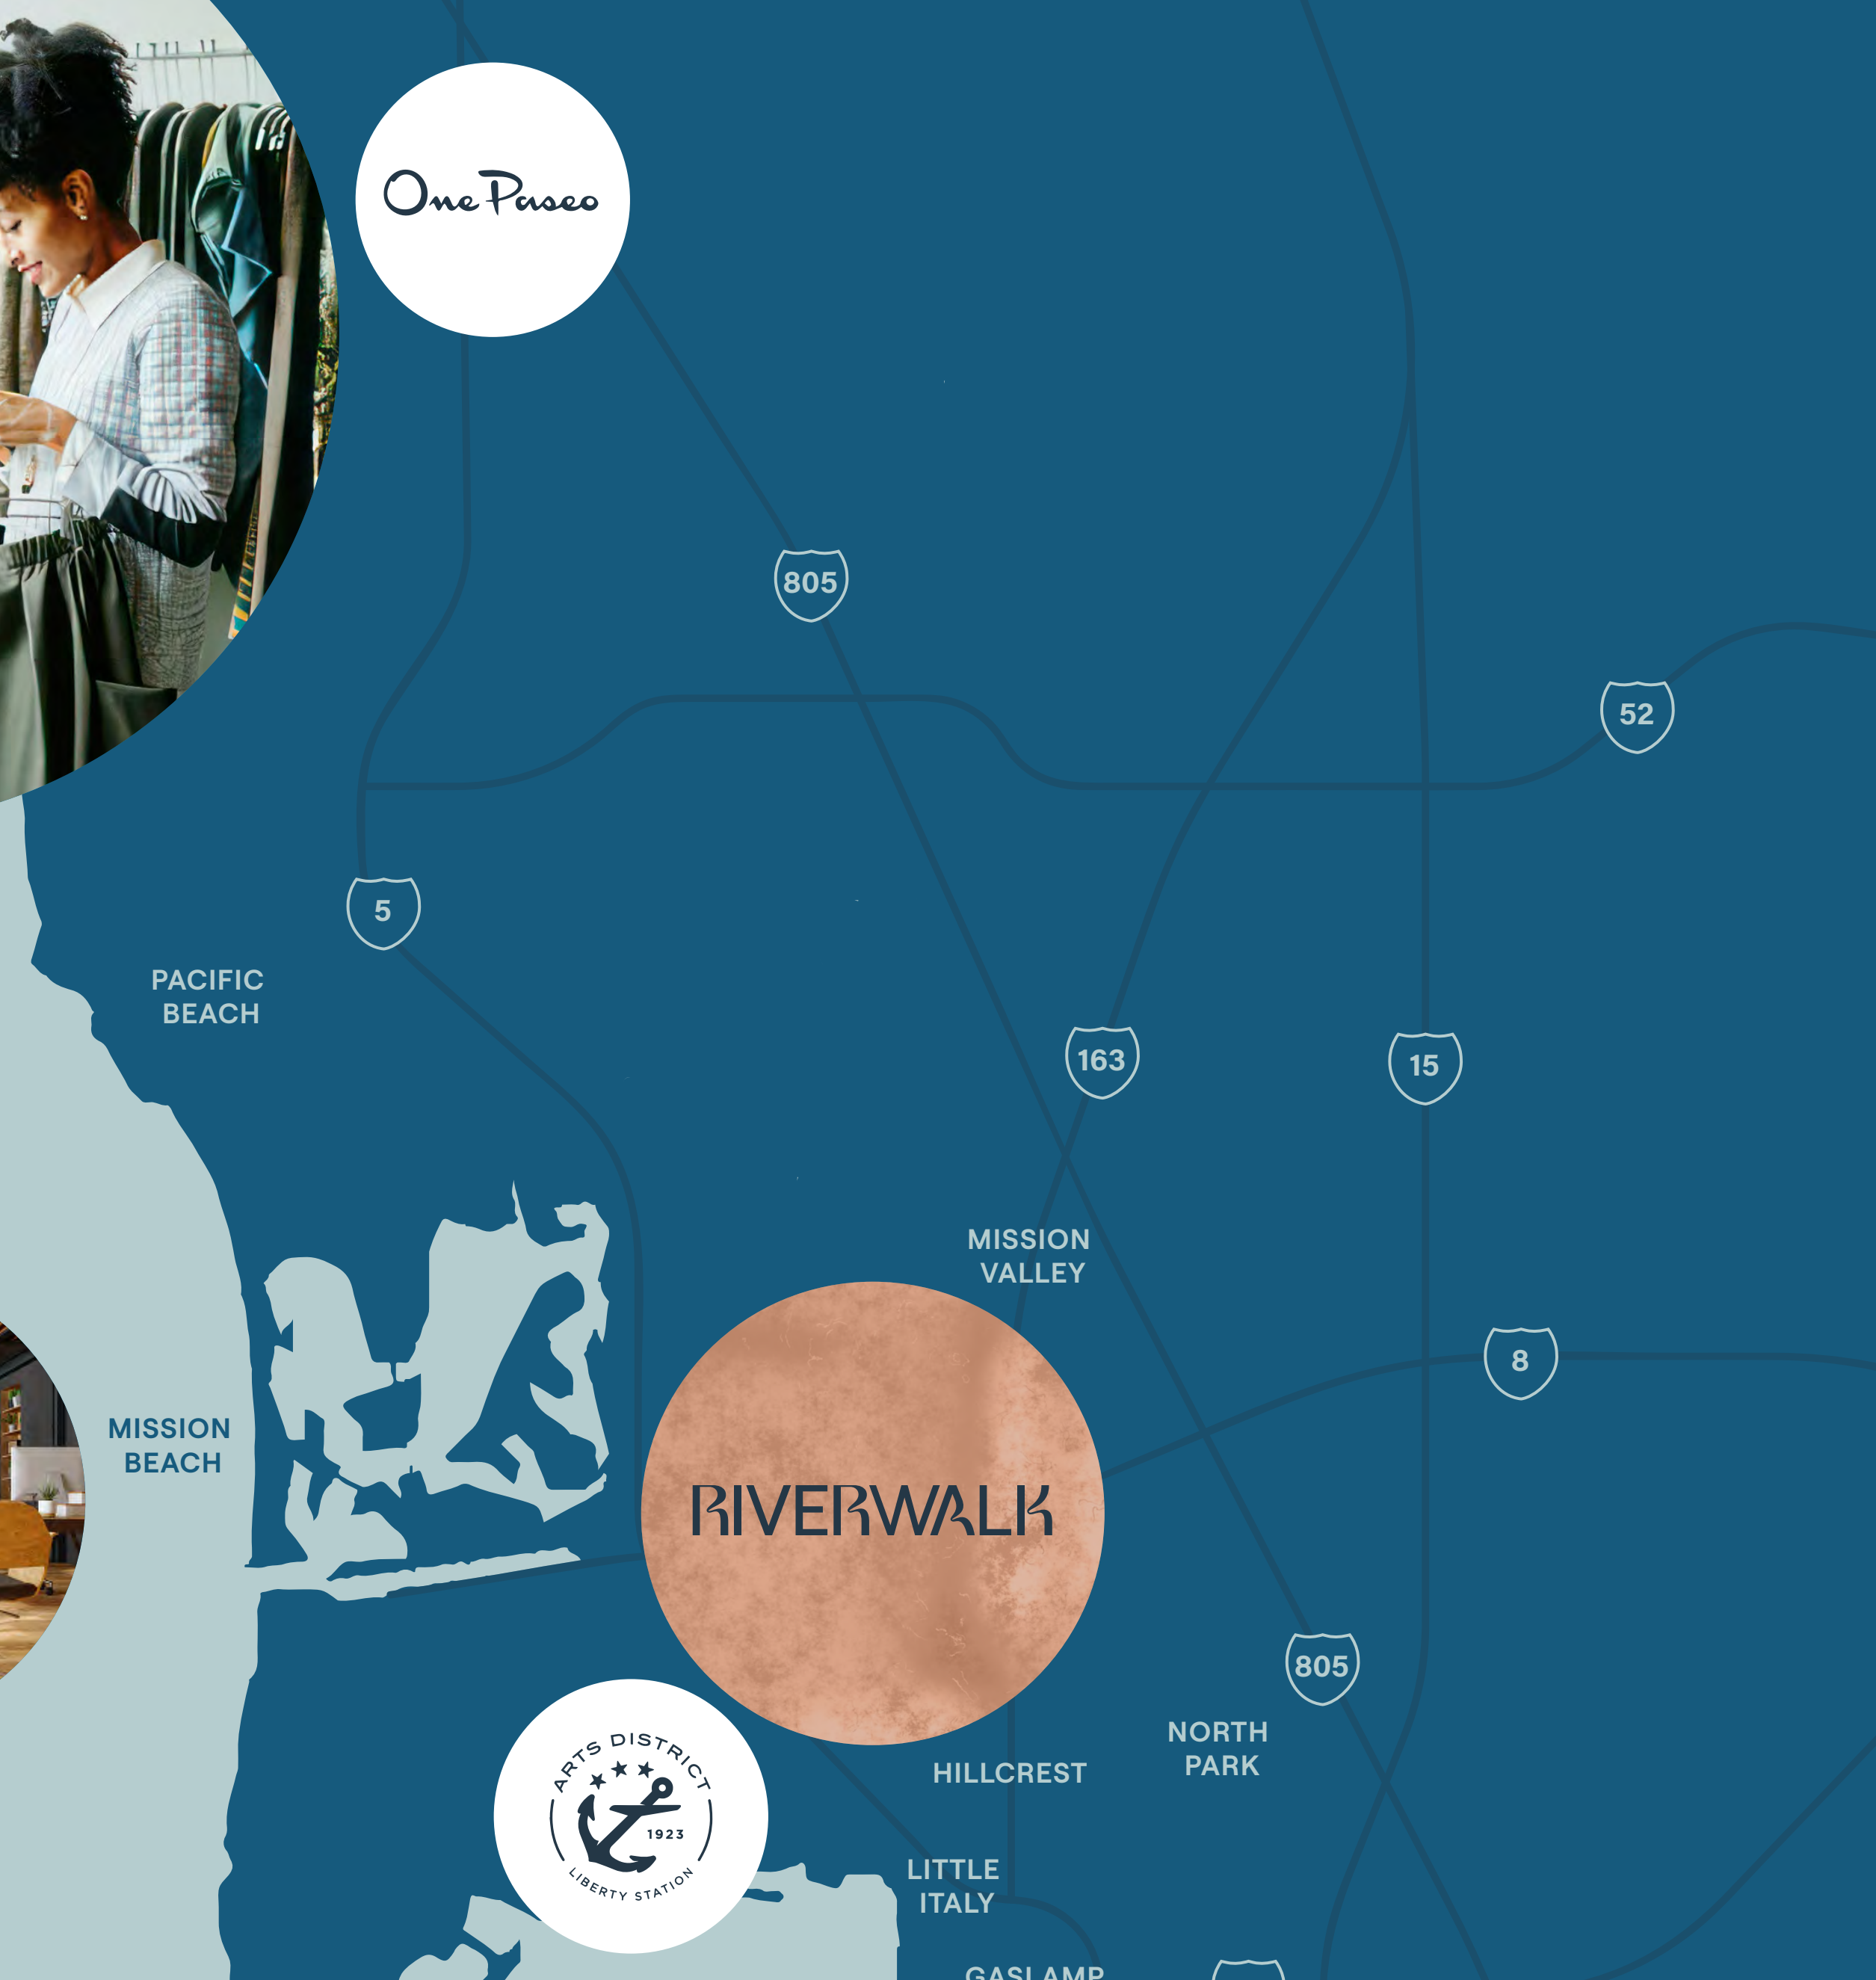 One Paseo
805
52
5
PACIFIC
BEACH
163
15
MISSION
VALLEY
8
MISSION
BEACH
RIVERWALK
805
NORTH
PARK
ARTS DISTRICT
1923
LIBERTY STATION
HILLCREST
LITTLE
ITALY
GASLAMP